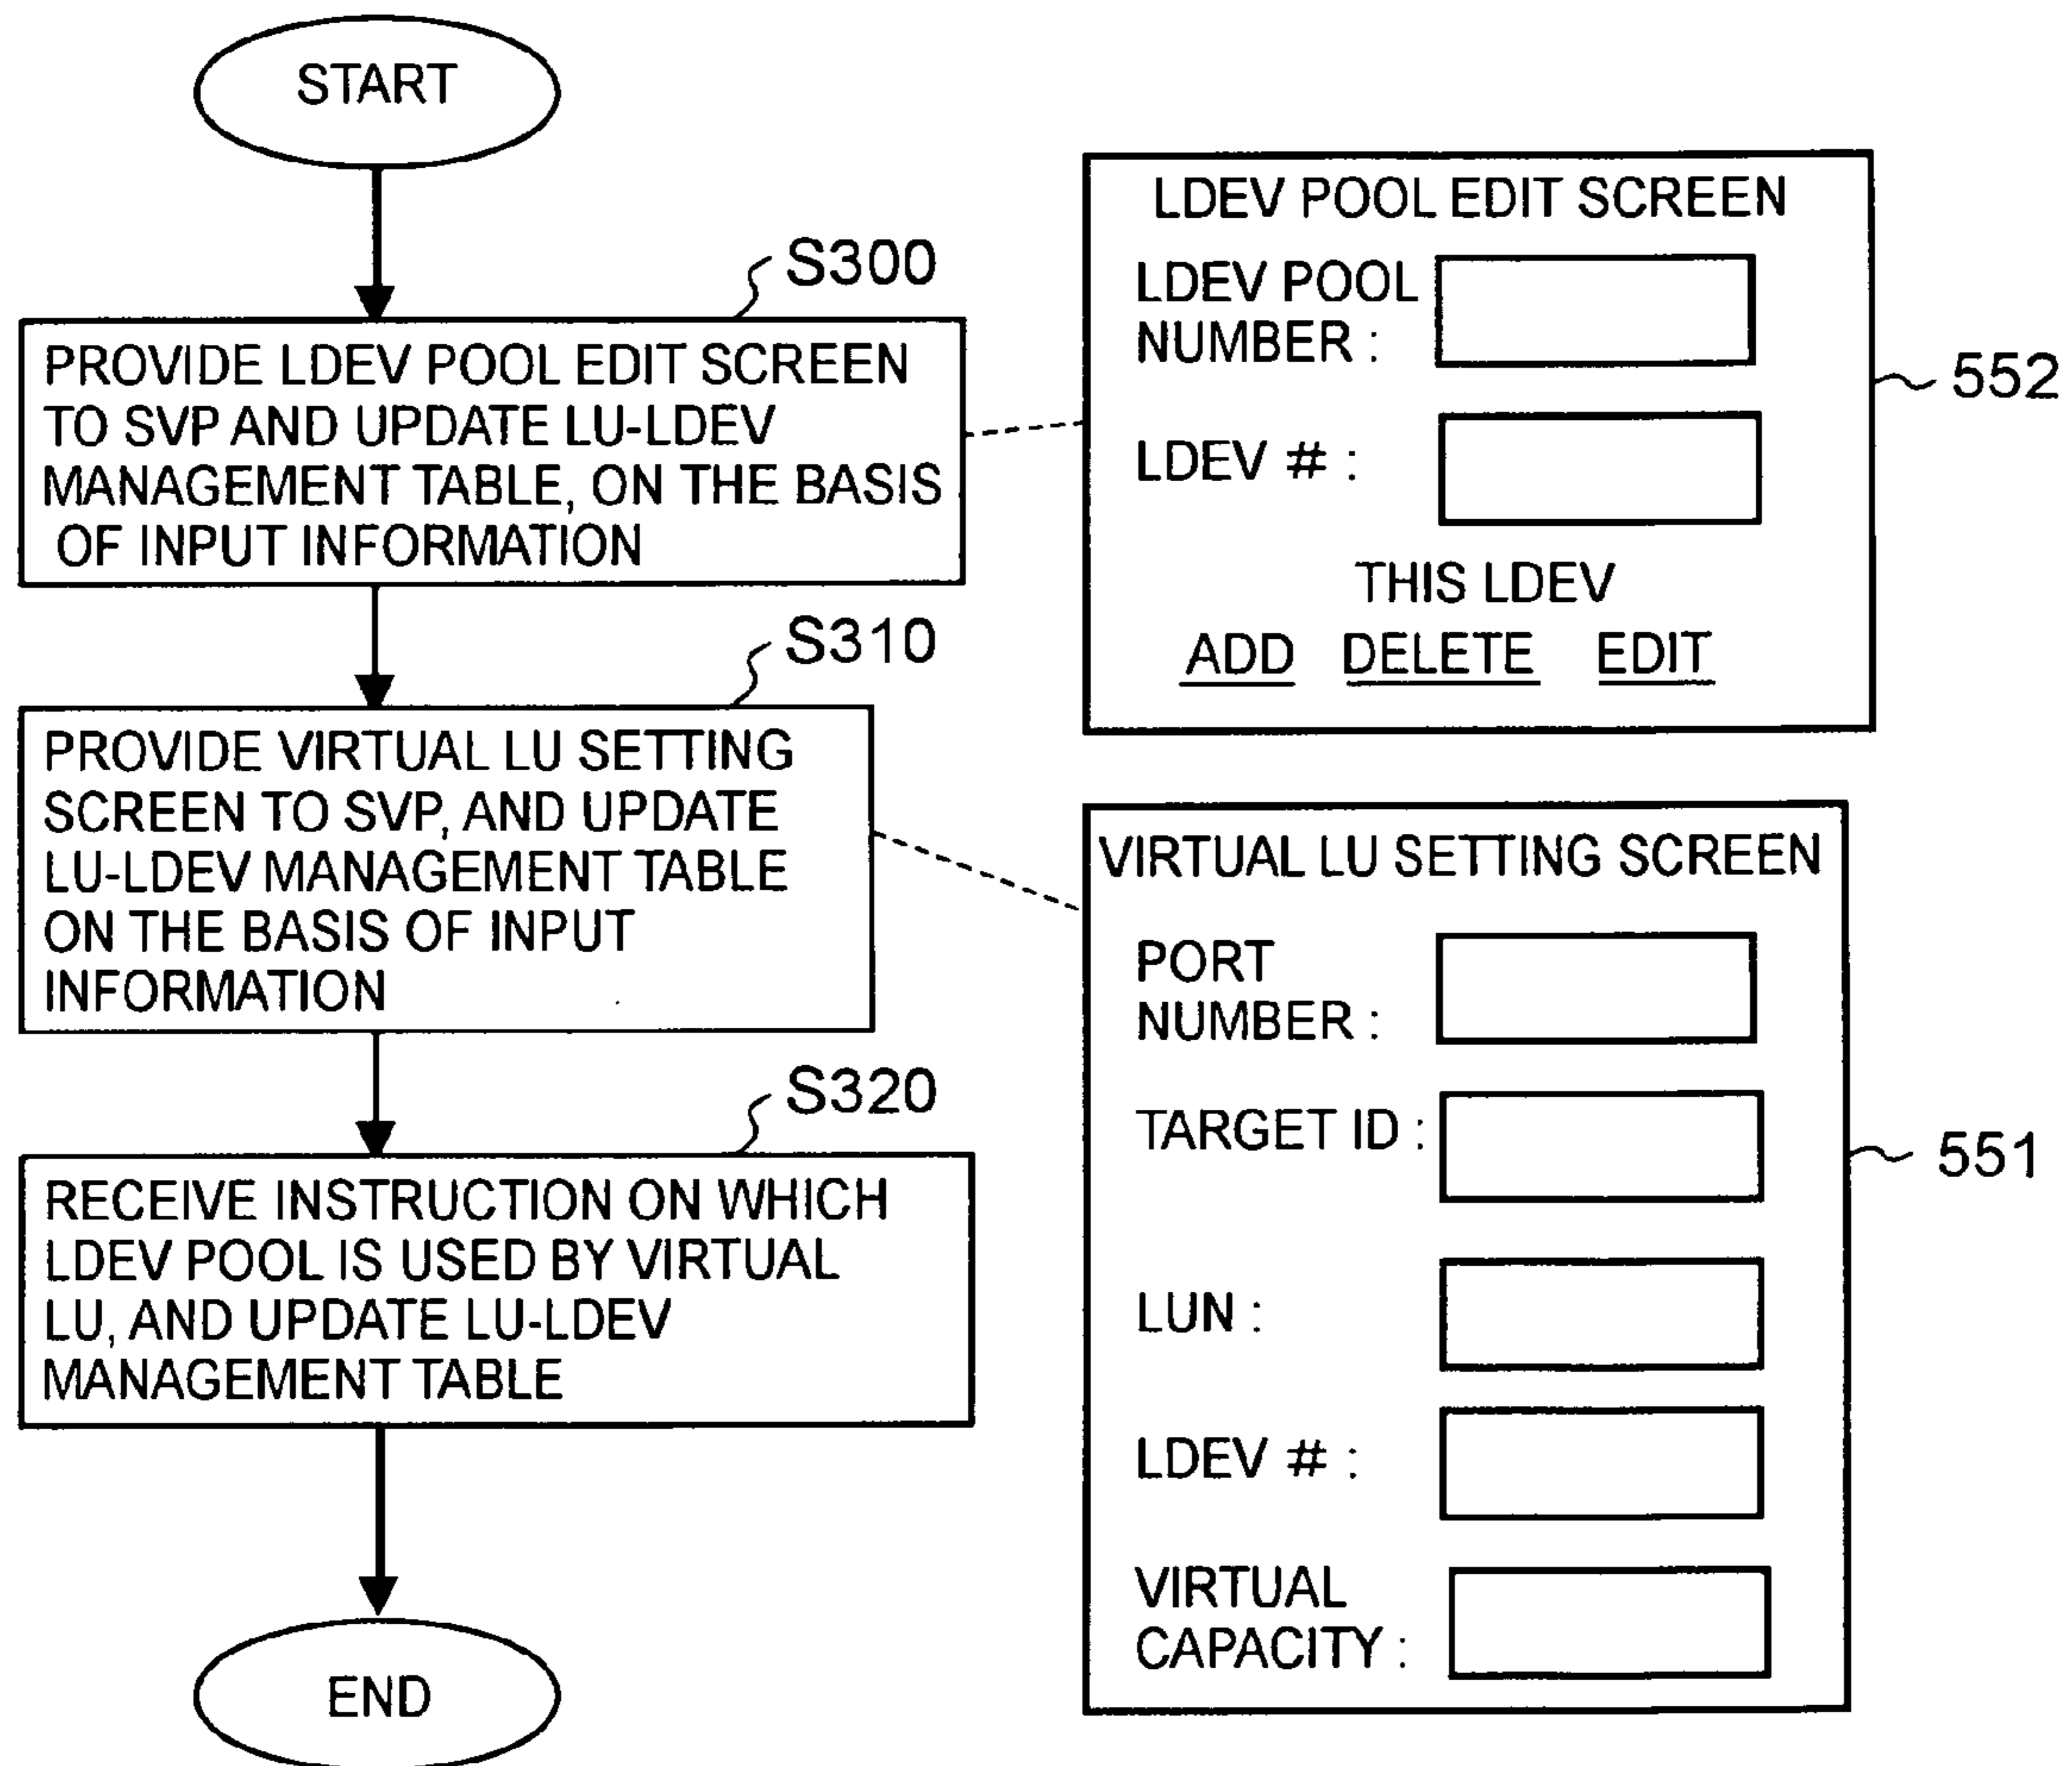 START
S300
PROVIDE LDEV POOL EDIT SCREEN
TO SVP AND UPDATE LU-LDEV
MANAGEMENT TABLE, ON THE BASIS
OF INPUT INFORMATION
S310
PROVIDE VIRTUAL LU SETTING
SCREEN TO SVP, AND UPDATE
LU-LDEV MANAGEMENT TABLE
ON THE BASIS OF INPUT
INFORMATION
S320
RECEIVE INSTRUCTION ON WHICH
LDEV POOL IS USED BY VIRTUAL
LU, AND UPDATE LU-LDEV
MANAGEMENT TABLE
END
LDEV POOL EDIT SCREEN
LDEV POOL
NUMBER :
LDEV # :
THIS LDEV
ADD DELETE EDIT
552
VIRTUAL LU SETTING SCREEN
PORT
NUMBER :
TARGET ID :
LUN :
LDEV # :
VIRTUAL
CAPACITY :
551